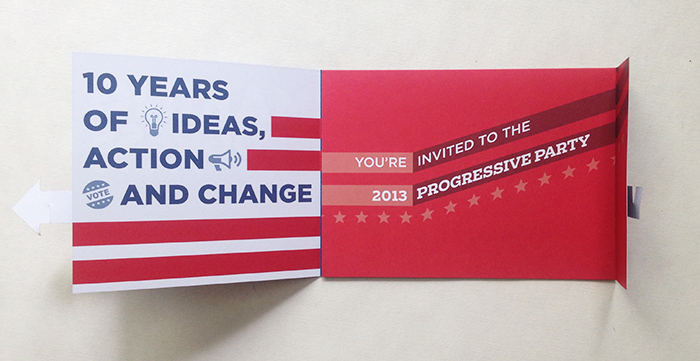 10 YEARS
OF IDEAS,
ACTION
VOTE AND CHANGE
YOU'RE INVITED TO THE
2013 PROGRESSIVE PARTY